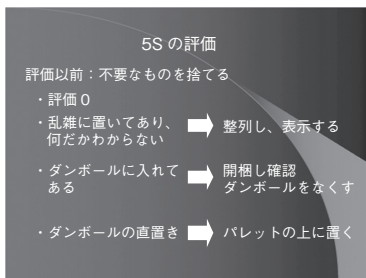 5S の評価
評価以前：不要なものを捨てる
・評価０
・乱雑に置いてあり、
何だかわからない
整列し、表示する
・ダンボールに入れて
ある
開梱し確認
ダンボールをなくす
・ダンボールの直置き
パレットの上に置く